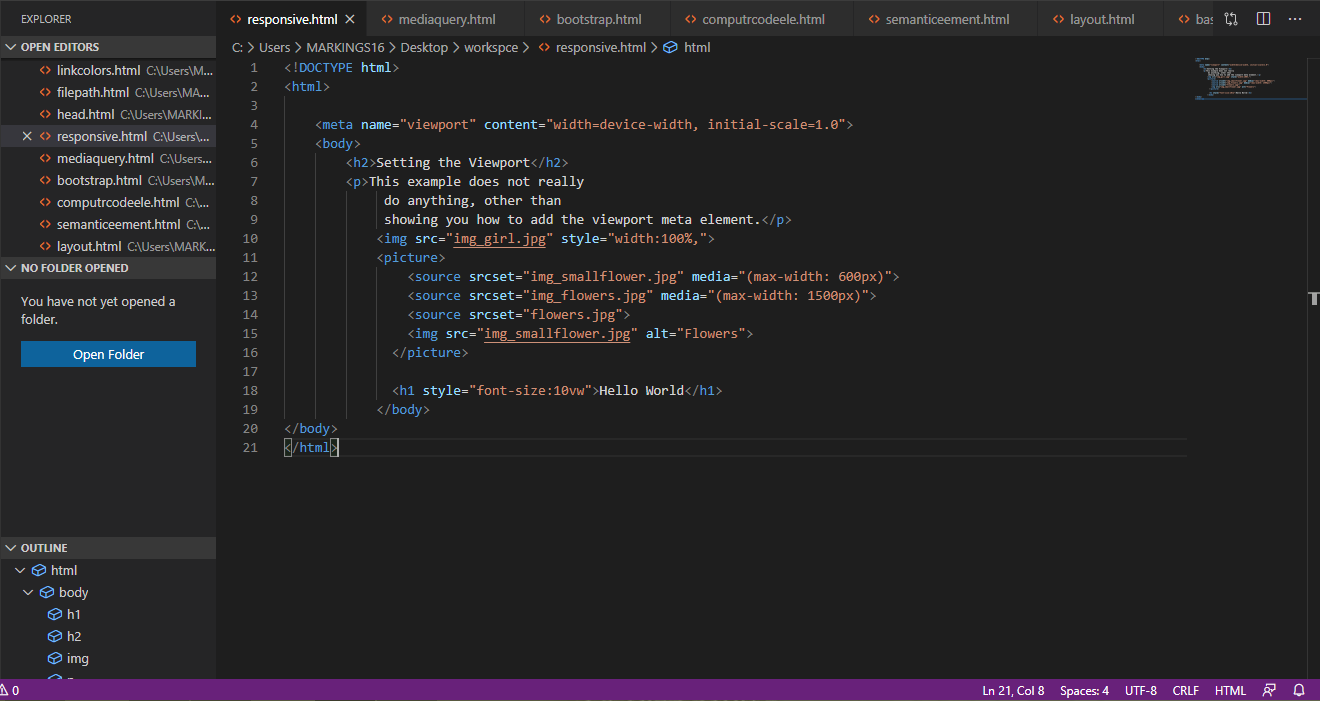 EXPLORER
OPEN EDITORS
linkcolors.html C:\Users\M...
filepath.html C:\Users\MA...
head.html C:\Users\MARKI...
responsive.html C:\Users\...
mediaquery.html C:\Users...
bootstrap.html C:\Users\M...
computrcodeele.html C:\...
semanticeement.html C:\...
layout.html C:\Users\MARK...
NO FOLDER OPENED
You have not yet opened a
folder.
Open Folder
OUTLINE
html
body
h1
h2
img
responsive.html mediaquery.html bootstrap.html computrcodeele.html semanticeement.html layout.html bas
C: > Users > MARKINGS16 > Desktop > workspce > responsive.html > html
1 <!DOCTYPE html>
2 <html>
3
4 <meta name="viewport" content="width=device-width, initial-scale=1.0">
5 <body>
6 <h2>Setting the Viewport</h2>
7 <p>This example does not really
8 do anything, other than
9 showing you how to add the viewport meta element.</p>
10 <img src="img_girl.jpg" style="width:100%,">
11 <picture>
12 <source srcset="img_smallflower.jpg" media="(max-width: 600px)">
13 <source srcset="img_flowers.jpg" media="(max-width: 1500px)">
14 <source srcset="flowers.jpg">
15 <img src="img_smallflower.jpg" alt="Flowers">
16 </picture>
17
18 <h1 style="font-size:10vw">Hello World</h1>
19 </body>
20 </body>
21 </html>
0 Ln 21, Col 8 Spaces: 4 UTF-8 CRLF HTML